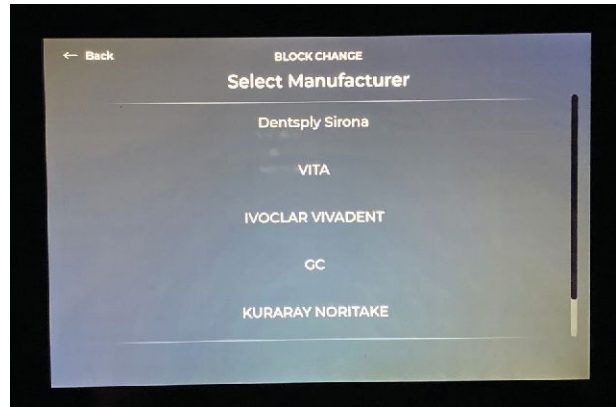 ← Back
BLOCK CHANGE
Select Manufacturer
Dentsply Sirona
VITA
IVOCLAR VIVADENT
GC
KURARAY NORITAKE